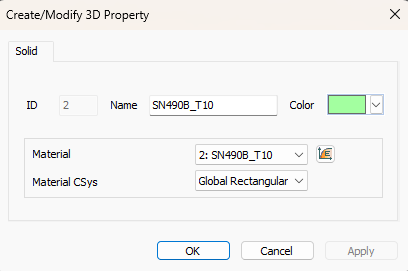 Create/Modify 3D Property
Solid
ID 2 Name SN490B_T10 Color
Material 2: SN490B_T10
Material CSys Global Rectangular
OK Cancel Apply